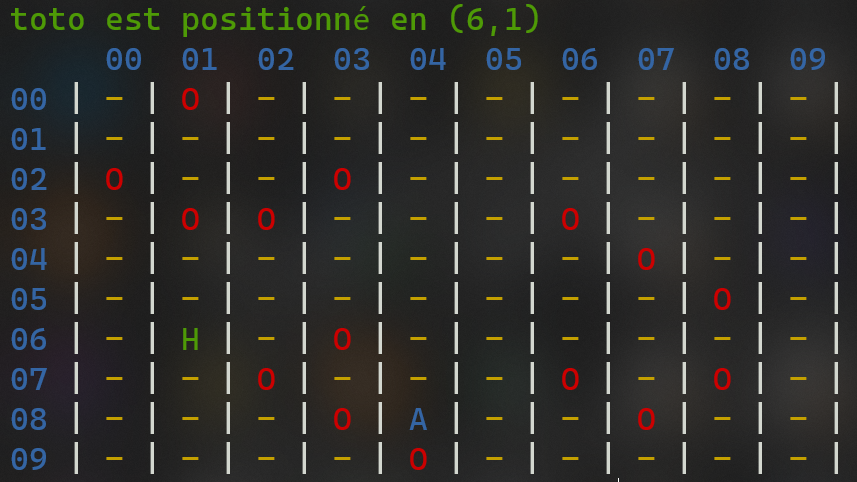 toto est positionné en (6,1)
00 01 02 03 04 05 06 07 08 09
00 | - | O | - | - | - | - | - | - | - | - |
01 | - | - | - | - | - | - | - | - | - | - |
02 | O | - | - | O | - | - | - | - | - | - |
03 | - | O | O | - | - | - | O | - | - | - |
04 | - | - | - | - | - | - | - | O | - | - |
05 | - | - | - | - | - | - | - | - | O | - |
06 | - | H | - | O | - | - | - | - | - | - |
07 | - | - | O | - | - | - | O | - | O | - |
08 | - | - | - | O | A | - | - | O | - | - |
09 | - | - | - | - | O | - | - | - | - | - |